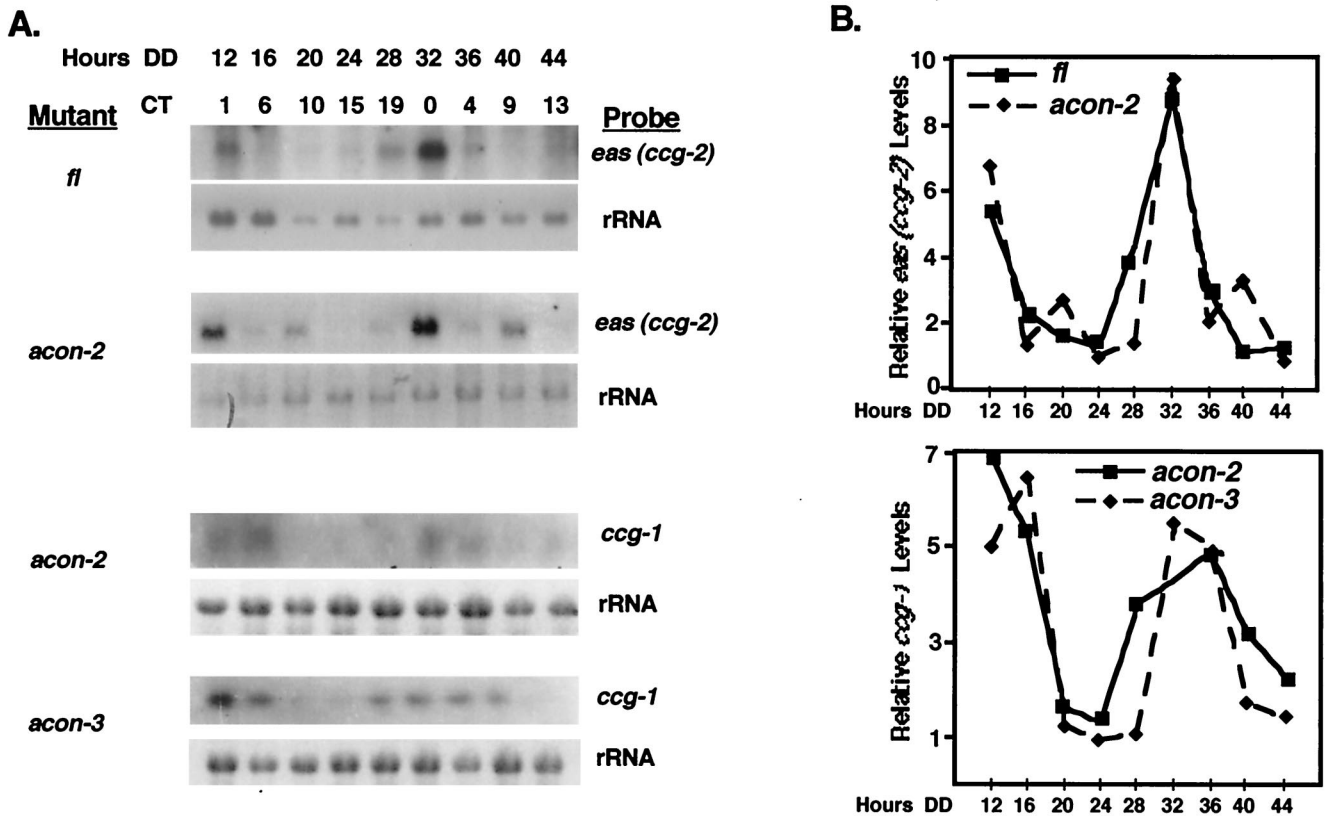 A.
Hours DD 12 16 20 24 28 32 36 40 44
CT 1 6 10 15 19 0 4 9 13
Mutant
Probe
fl
eas (ccg-2)
rRNA
acon-2
eas (ccg-2)
rRNA
acon-2
ccg-1
rRNA
acon-3
ccg-1
rRNA
B.
Relative eas (ccg-2) Levels
10
8
6
4
2
0
fl
acon-2
Hours DD 12 16 20 24 28 32 36 40 44
Relative ccg-1 Levels
7
5
3
1
acon-2
acon-3
Hours DD 12 16 20 24 28 32 36 40 44